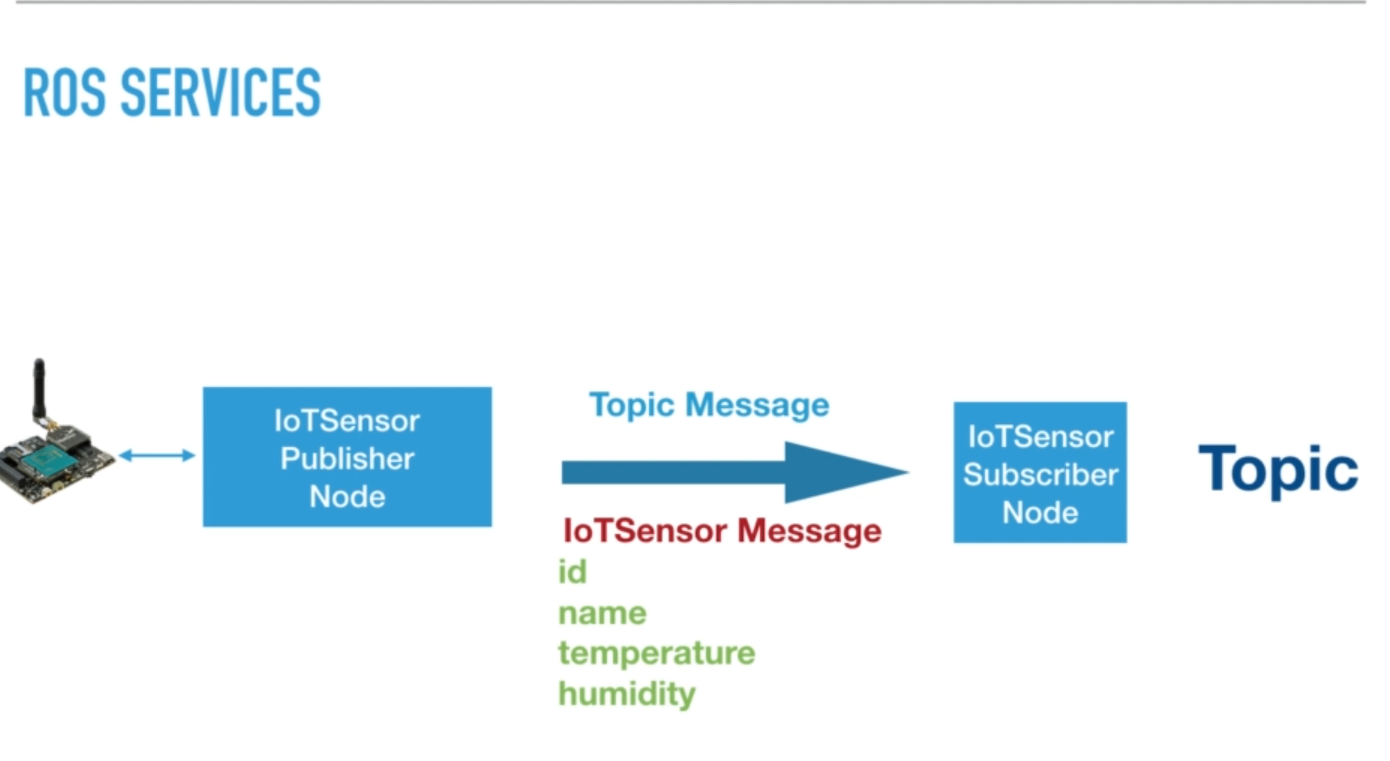 ROS SERVICES
IoTSensor
Publisher
Node
Topic Message
IoTSensor Message
id
name
temperature
humidity
IoTSensor
Subscriber
Node
Topic